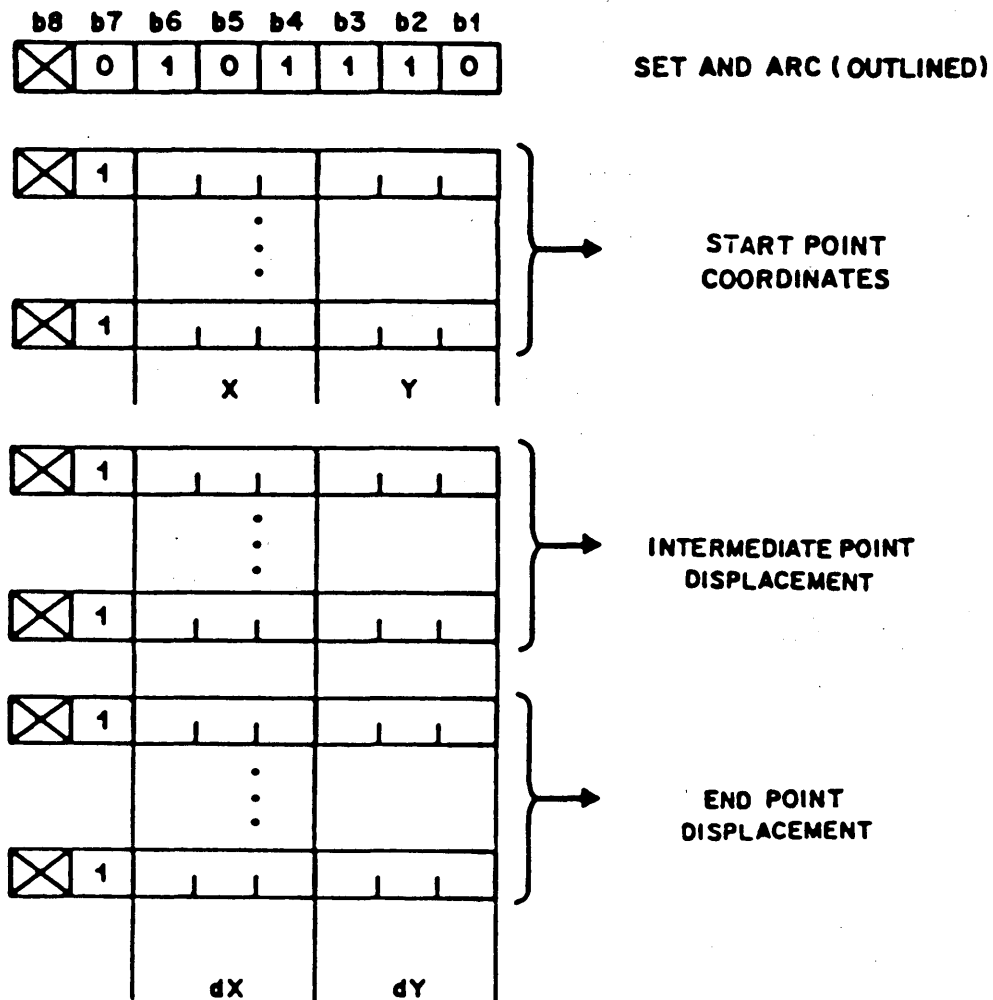 b8 b7 b6 b5 b4 b3 b2 b1
0 1 0 1 1 1 0 SET AND ARC (OUTLINED)
1
START POINT
COORDINATES
1
X Y
1
INTERMEDIATE POINT
DISPLACEMENT
1
1
END POINT
DISPLACEMENT
1
dX dY